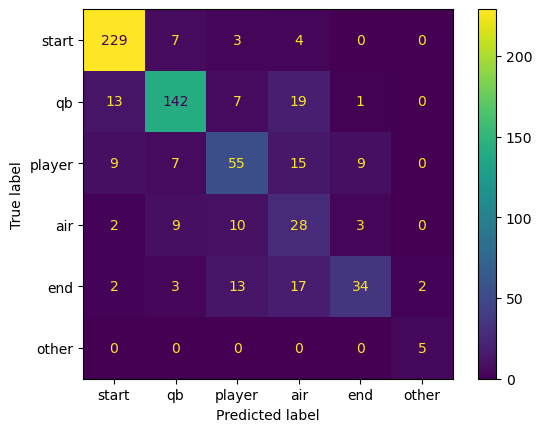 start 229 7 3 4 0 0
qb 13 142 7 19 1 0
player 9 7 55 15 9 0
air 2 9 10 28 3 0
end 2 3 13 17 34 2
other 0 0 0 0 0 5
start qb player air end other
Predicted label
True label
200
150
100
50
0